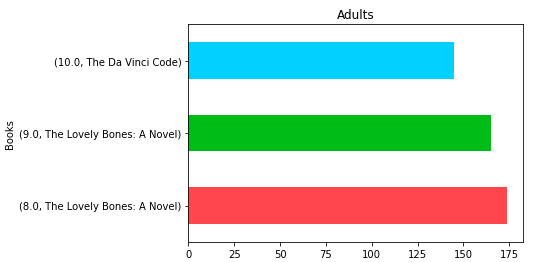 Adults
(10.0, The Da Vinci Code)
(9.0, The Lovely Bones: A Novel)
(8.0, The Lovely Bones: A Novel)
Books
0 25 50 75 100 125 150 175